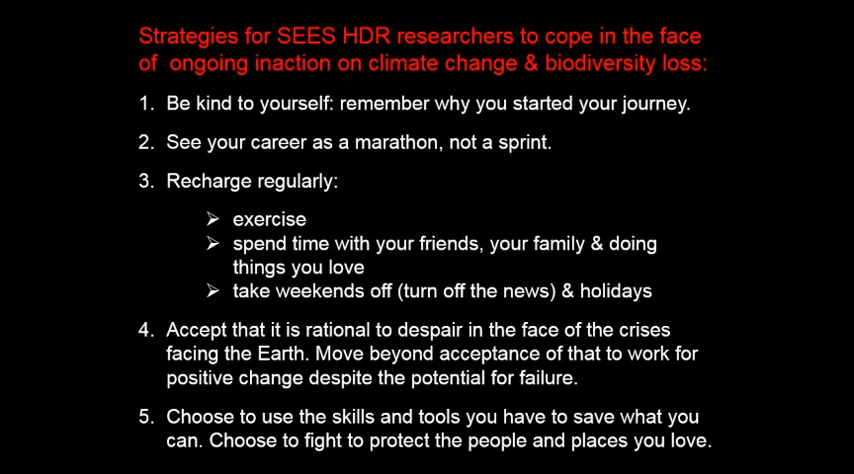 Strategies for SEES HDR researchers to cope in the face
of ongoing inaction on climate change & biodiversity loss:
1. Be kind to yourself: remember why you started your journey.
2. See your career as a marathon, not a sprint.
3. Recharge regularly:
➢ exercise
➢ spend time with your friends, your family & doing
things you love
➢ take weekends off (turn off the news) & holidays
4. Accept that it is rational to despair in the face of the crises
facing the Earth. Move beyond acceptance of that to work for
positive change despite the potential for failure.
5. Choose to use the skills and tools you have to save what you
can. Choose to fight to protect the people and places you love.